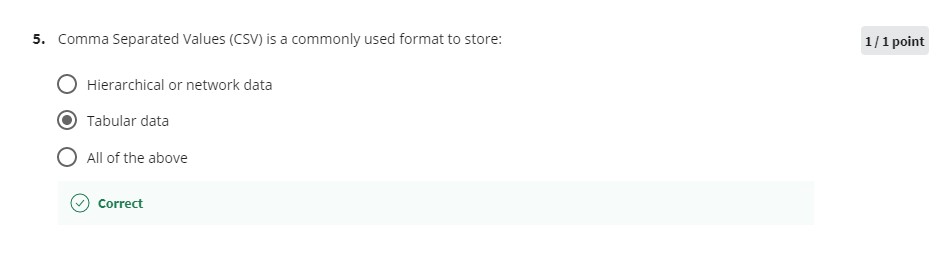 5. Comma Separated Values (CSV) is a commonly used format to store:
1 / 1 point
Hierarchical or network data
Tabular data
All of the above
Correct